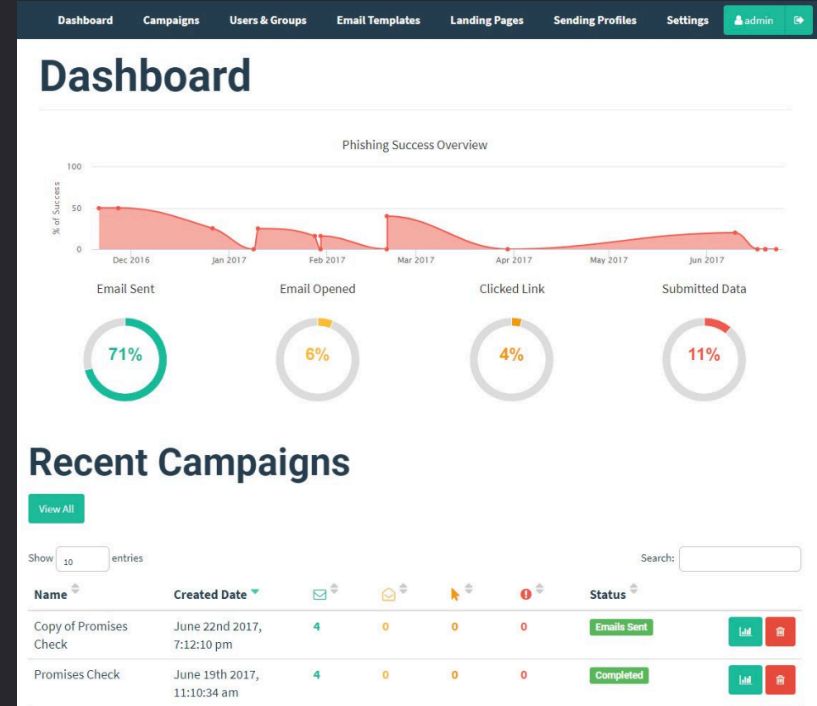 Dashboard Campaigns Users & Groups Email Templates Landing Pages Sending Profiles Settings admin
Dashboard
Phishing Success Overview
100
50
0
% of Success
Dec 2016 Jan 2017 Feb 2017 Mar 2017 Apr 2017 May 2017 Jun 2017
Email Sent Email Opened Clicked Link Submitted Data
71% 6% 4% 11%
Recent Campaigns
View All
Show 10 entries Search:
Name Created Date Status
Copy of Promises June 22nd 2017, 4 0 0 0 Emails Sent
Check 7:12:10 pm
Promises Check June 19th 2017, 4 0 0 0 Completed
11:10:34 am